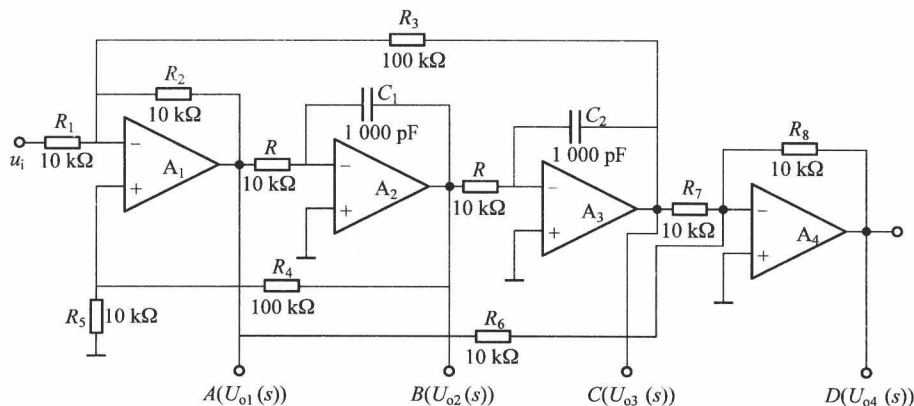 R3
100 kΩ
R2
10 kΩ
C1
1 000 pF
C2
1 000 pF
R8
10 kΩ
R1
10 kΩ
ui
−
+
A1
R
10 kΩ
−
+
A2
R
10 kΩ
−
+
A3
R7
10 kΩ
−
+
A4
R4
100 kΩ
R5
10 kΩ
R6
10 kΩ
A(Uo1(s))
B(Uo2(s))
C(Uo3(s))
D(Uo4(s))